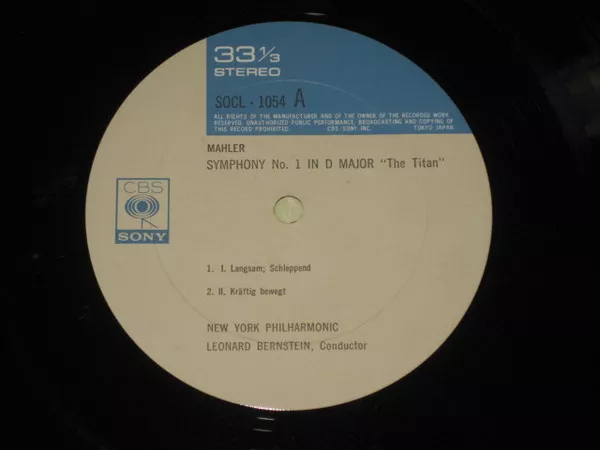 33 1/3
STEREO
SOCL - 1054 A
ALL RIGHTS OF THE MANUFACTURER AND OF THE OWNER OF THE RECORDED WORK
RESERVED. UNAUTHORIZED PUBLIC PERFORMANCE, BROADCASTING AND COPYING OF
THIS RECORD PROHIBITED. CBS/SONY INC. TOKYO JAPAN.
MAHLER
SYMPHONY No. 1 IN D MAJOR "The Titan"
CBS
SONY
1. I. Langsam; Schleppend
2. II. Kräftig bewegt
NEW YORK PHILHARMONIC
LEONARD BERNSTEIN, Conductor